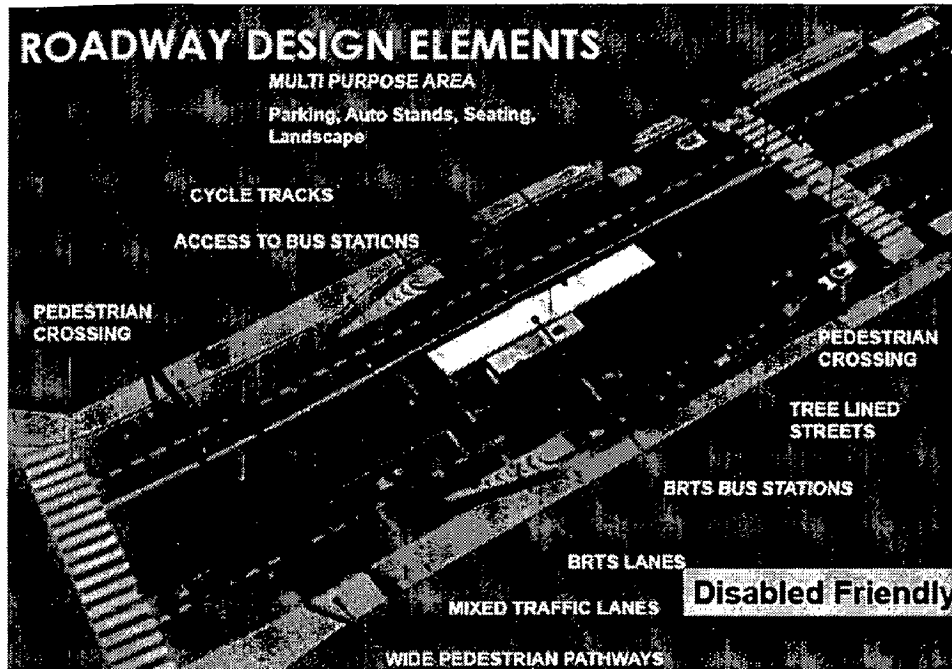 ROADWAY DESIGN ELEMENTS
MULTI PURPOSE AREA
Parking, Auto Stands, Seating,
Landscape
CYCLE TRACKS
ACCESS TO BUS STATIONS
PEDESTRIAN
CROSSING
PEDESTRIAN
CROSSING
TREE LINED
STREETS
BRTS BUS STATIONS
BRTS LANES
Disabled Friendly
MIXED TRAFFIC LANES
WIDE PEDESTRIAN PATHWAYS